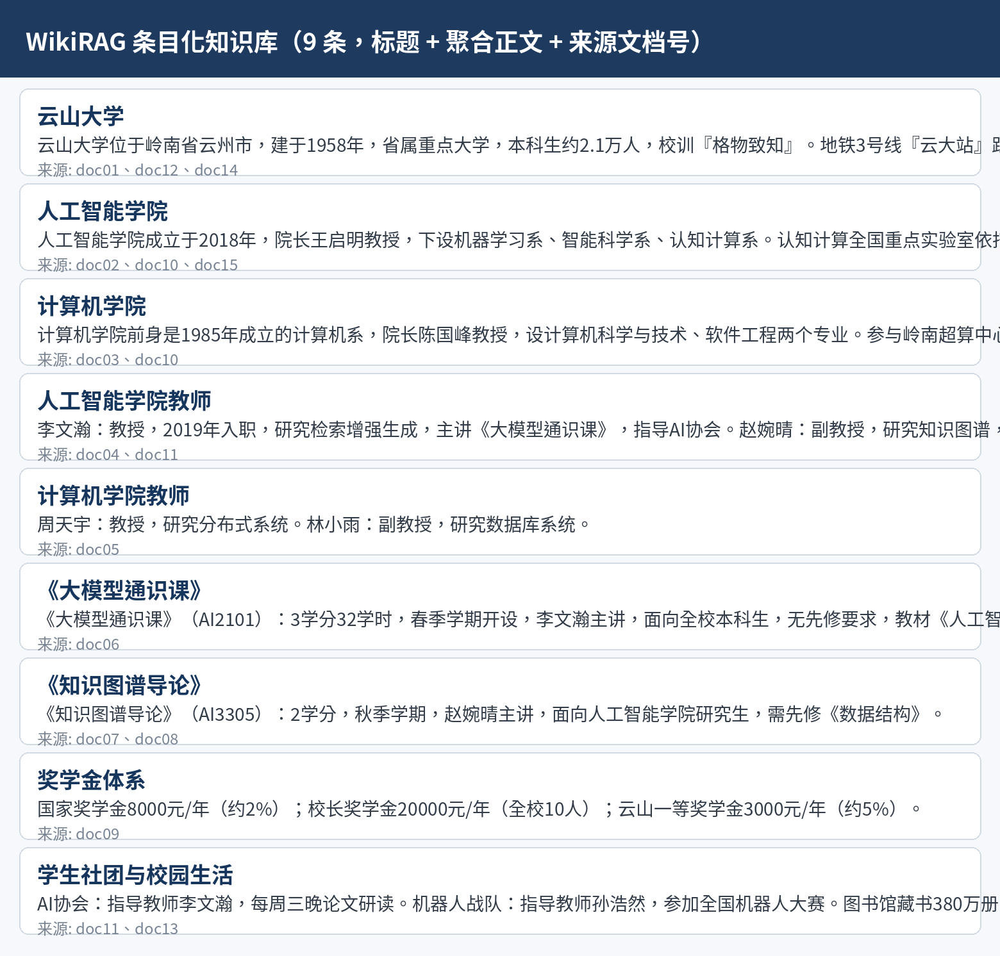 WikiRAG 条目化知识库（9 条，标题 + 聚合正文 + 来源文档号）
云山大学
云山大学位于岭南省云州市，建于1958年，省属重点大学，本科生约2.1万人，校训『格物致知』。地铁3号线『云大站』
来源: doc01、doc12、doc14
人工智能学院
人工智能学院成立于2018年，院长王启明教授，下设机器学习系、智能科学系、认知计算系。认知计算全国重点实验室依
来源: doc02、doc10、doc15
计算机学院
计算机学院前身是1985年成立的计算机系，院长陈国峰教授，设计算机科学与技术、软件工程两个专业。参与岭南超算中
来源: doc03、doc10
人工智能学院教师
李文瀚：教授，2019年入职，研究检索增强生成，主讲《大模型通识课》，指导AI协会。赵婉晴：副教授，研究知识图谱，
来源: doc04、doc11
计算机学院教师
周天宇：教授，研究分布式系统。林小雨：副教授，研究数据库系统。
来源: doc05
《大模型通识课》
《大模型通识课》（AI2101）：3学分32学时，春季学期开设，李文瀚主讲，面向全校本科生，无先修要求，教材《人工智
来源: doc06
《知识图谱导论》
《知识图谱导论》（AI3305）：2学分，秋季学期，赵婉晴主讲，面向人工智能学院研究生，需先修《数据结构》。
来源: doc07、doc08
奖学金体系
国家奖学金8000元/年（约2%）；校长奖学金20000元/年（全校10人）；云山一等奖学金3000元/年（约5%）。
来源: doc09
学生社团与校园生活
AI协会：指导教师李文瀚，每周三晚论文研读。机器人战队：指导教师孙浩然，参加全国机器人大赛。图书馆藏书380万册
来源: doc11、doc13